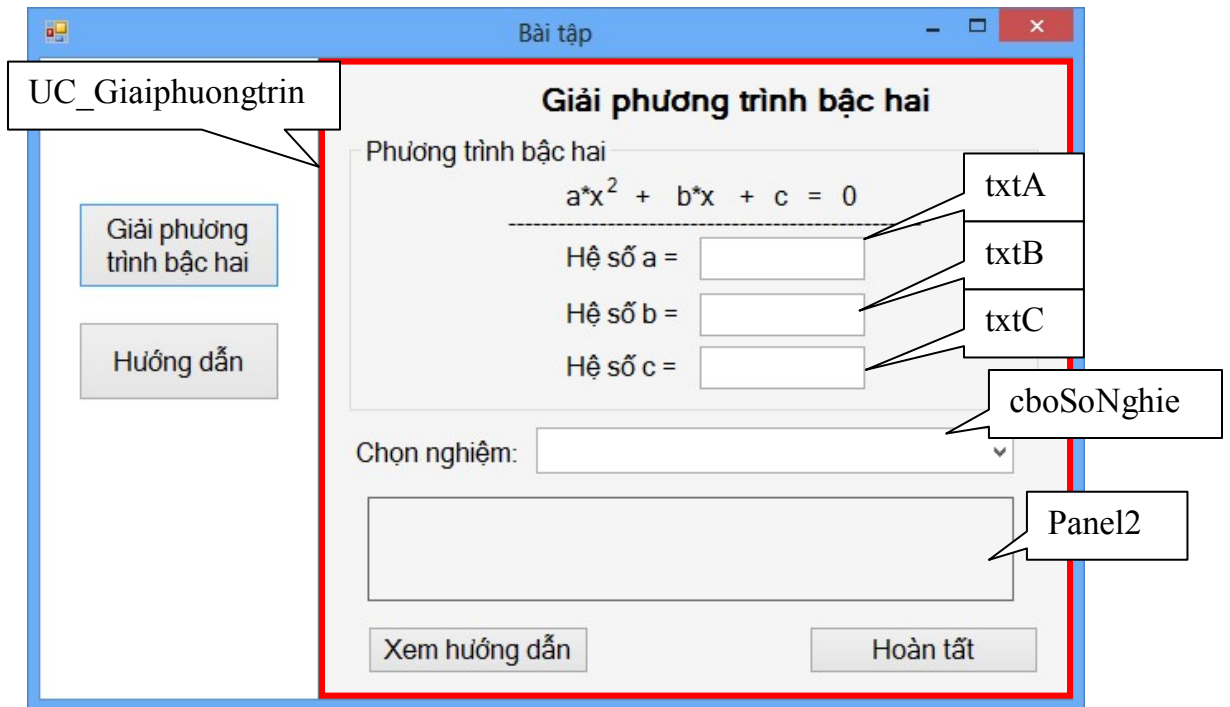 Bài tập
UC_Giaiphuongtrin
Giải phương trình bậc hai
Phương trình bậc hai
a*x2 + b*x + c = 0
txtA
Giải phương
trình bậc hai
Hệ số a =
txtB
Hệ số b =
txtC
Hướng dẫn
Hệ số c =
cboSoNghie
Chọn nghiệm:
Panel2
Xem hướng dẫn
Hoàn tất